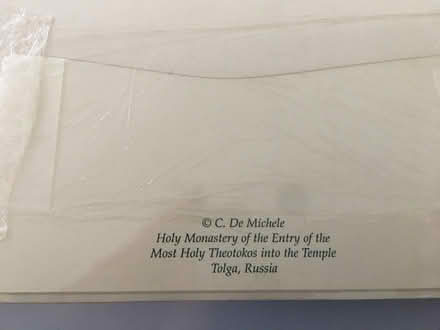 © C. De Michele
Holy Monastery of the Entry of the
Most Holy Theotokos into the Temple
Tolga, Russia